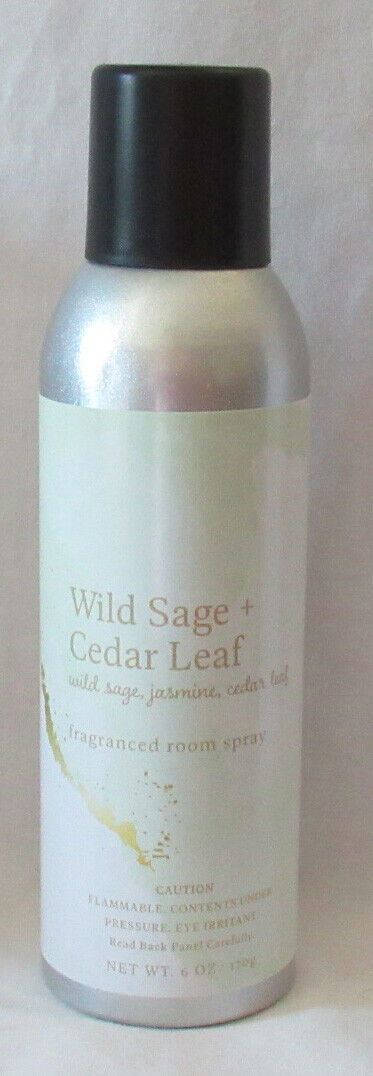 Wild Sage +
Cedar Leaf
wild sage, jasmine, cedar leaf
fragranced room spray
CAUTION
FLAMMABLE. CONTENTS UNDER
PRESSURE. EYE IRRITANT.
Read Back Panel Carefully.
NET WT. 6 OZ 170g